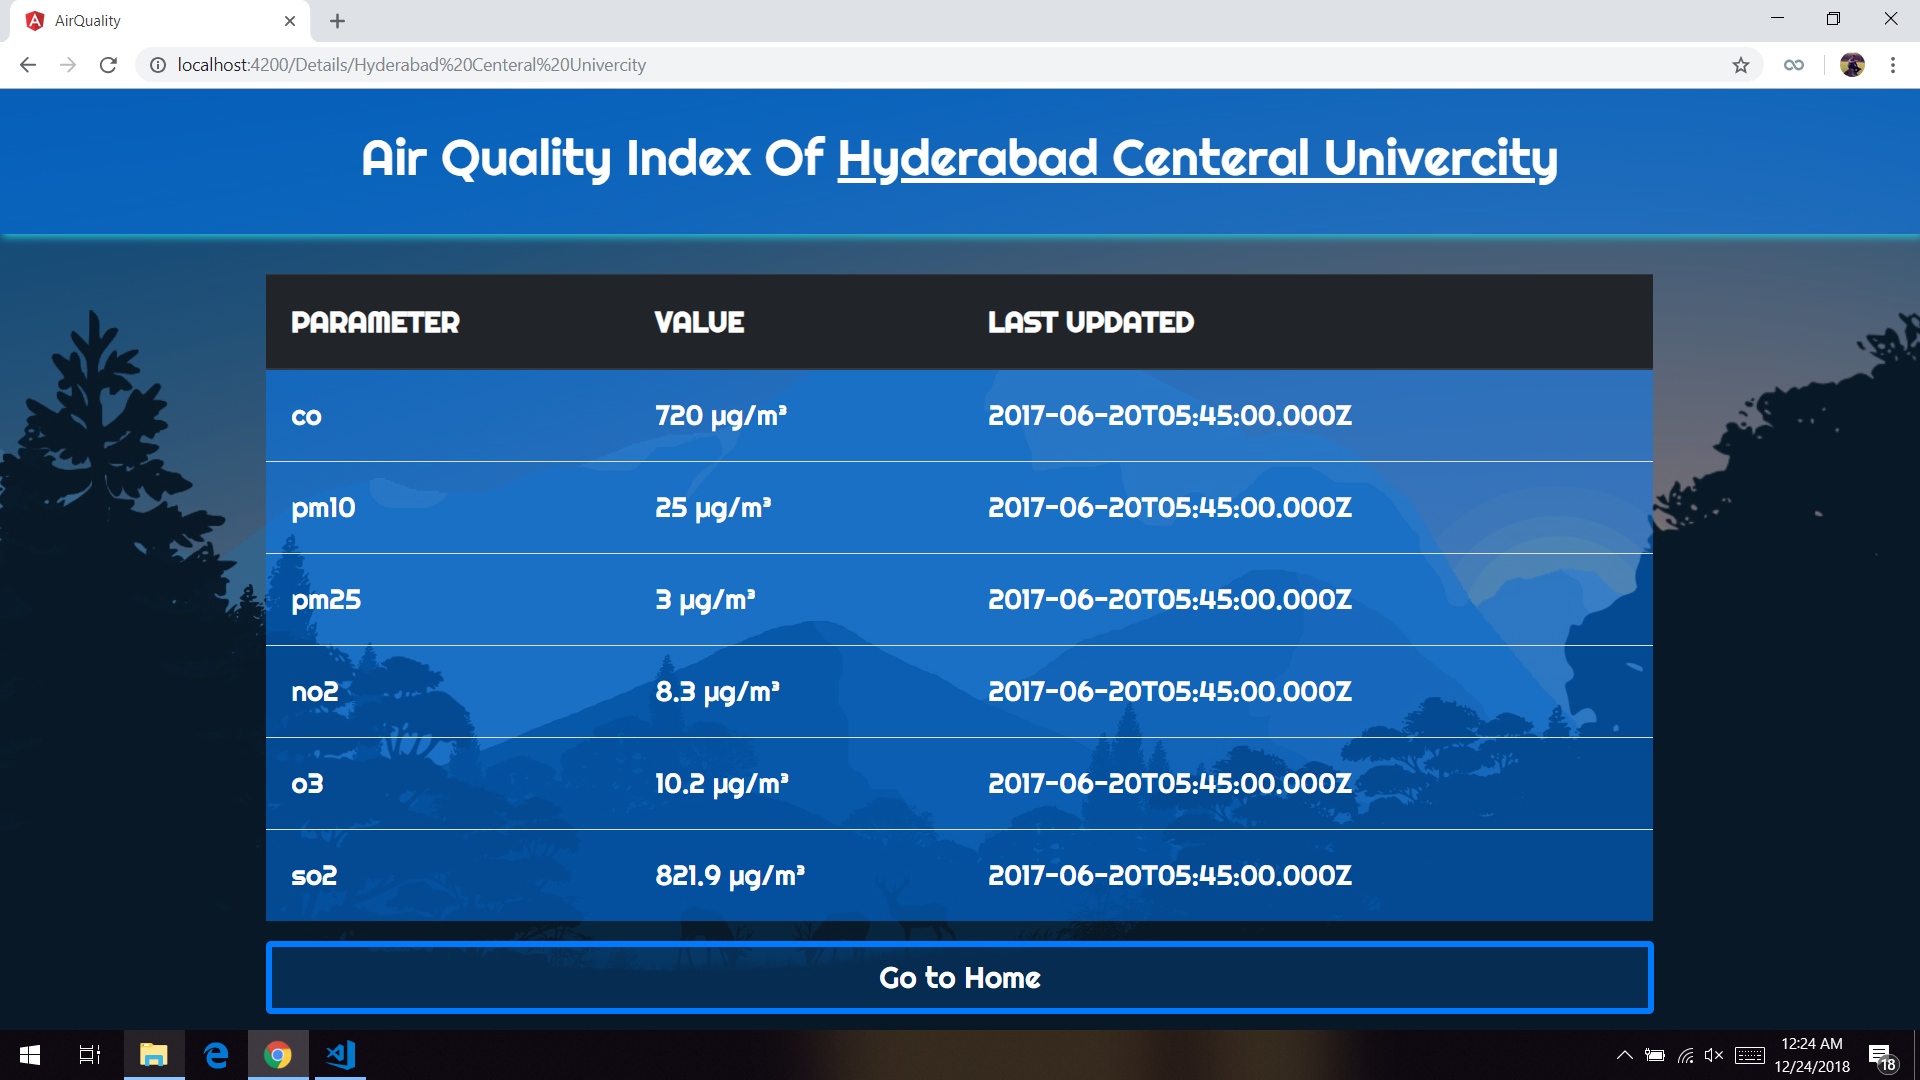 AirQuality
localhost:4200/Details/Hyderabad%20Centeral%20Univercity
Air Quality Index Of Hyderabad Centeral Univercity
PARAMETER VALUE LAST UPDATED
co 720 µg/m³ 2017-06-20T05:45:00.000Z
pm10 25 µg/m³ 2017-06-20T05:45:00.000Z
pm25 3 µg/m³ 2017-06-20T05:45:00.000Z
no2 8.3 µg/m³ 2017-06-20T05:45:00.000Z
o3 10.2 µg/m³ 2017-06-20T05:45:00.000Z
so2 821.9 µg/m³ 2017-06-20T05:45:00.000Z
Go to Home
12:24 AM
12/24/2018
18